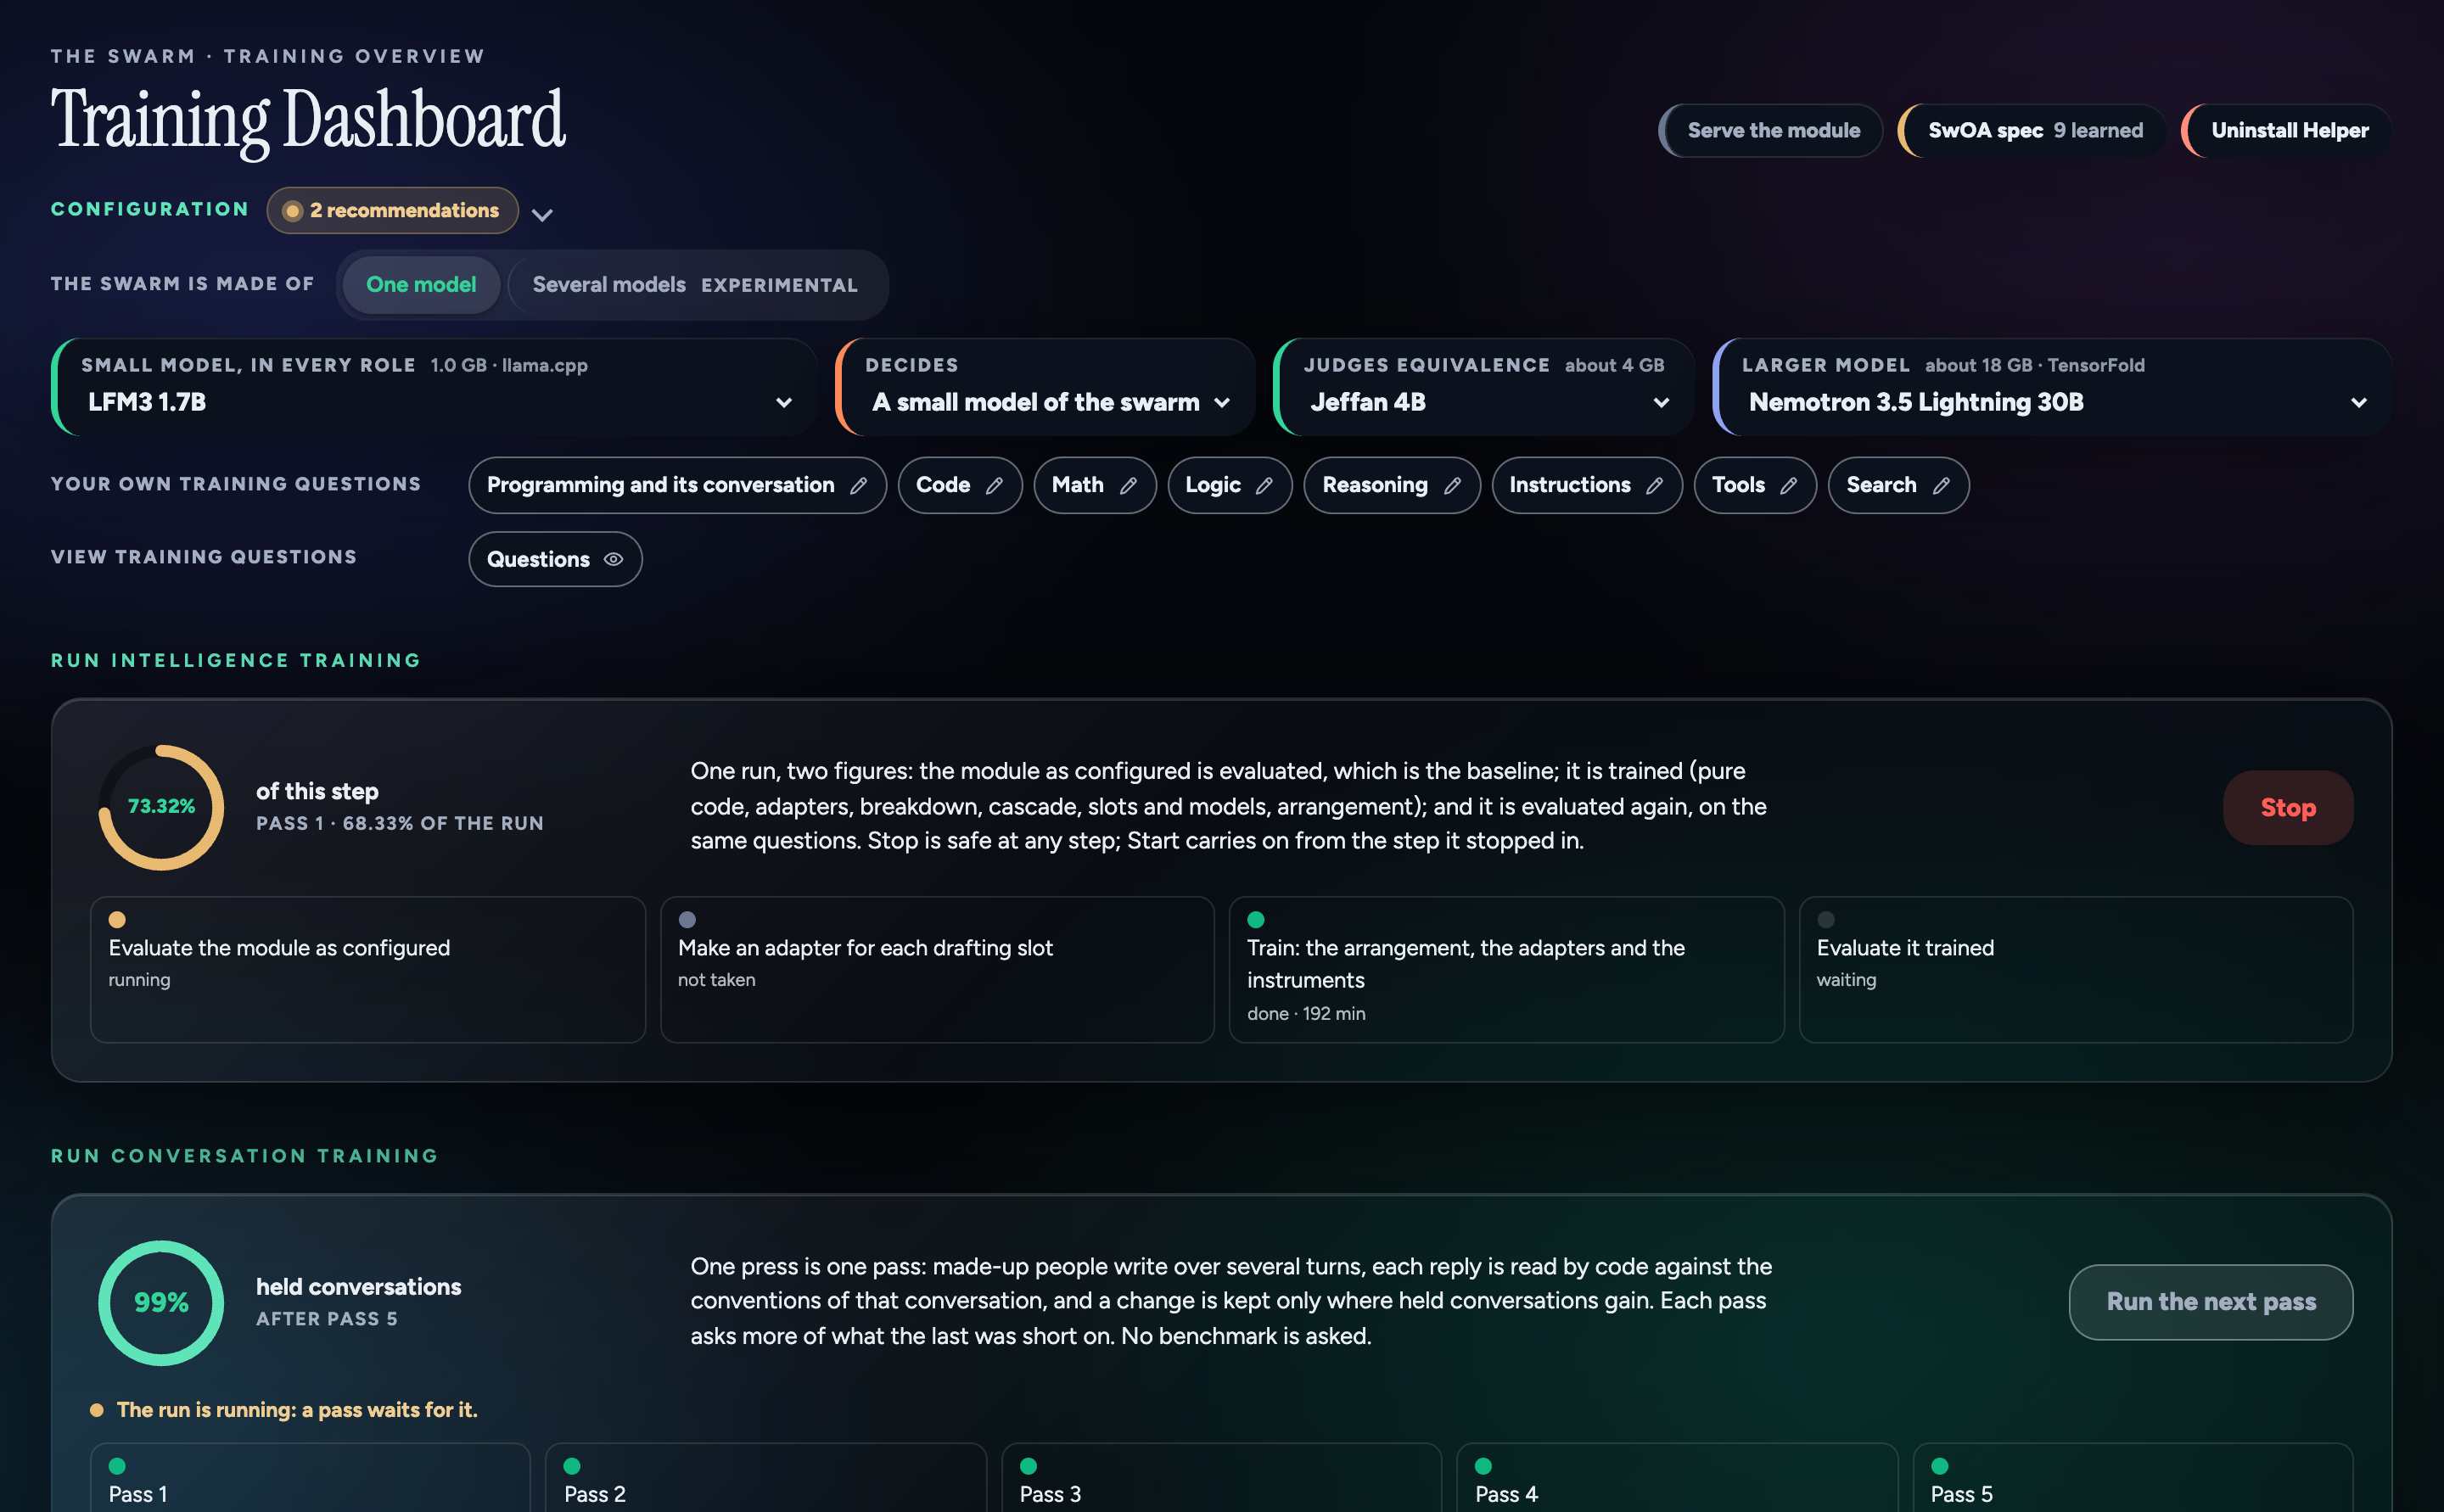 THE SWARM · TRAINING OVERVIEW
Training Dashboard
Serve the module
SwOA spec 9 learned
Uninstall Helper
CONFIGURATION
2 recommendations
THE SWARM IS MADE OF
One model
Several models EXPERIMENTAL
SMALL MODEL, IN EVERY ROLE 1.0 GB · llama.cpp
LFM3 1.7B
DECIDES
A small model of the swarm
JUDGES EQUIVALENCE about 4 GB
Jeffan 4B
LARGER MODEL about 18 GB · TensorFold
Nemotron 3.5 Lightning 30B
YOUR OWN TRAINING QUESTIONS
Programming and its conversation
Code
Math
Logic
Reasoning
Instructions
Tools
Search
VIEW TRAINING QUESTIONS
Questions
RUN INTELLIGENCE TRAINING
73.32%
of this step
PASS 1 · 68.33% OF THE RUN
One run, two figures: the module as configured is evaluated, which is the baseline; it is trained (pure
code, adapters, breakdown, cascade, slots and models, arrangement); and it is evaluated again, on the
same questions. Stop is safe at any step; Start carries on from the step it stopped in.
Stop
Evaluate the module as configured
running
Make an adapter for each drafting slot
not taken
Train: the arrangement, the adapters and the
instruments
done · 192 min
Evaluate it trained
waiting
RUN CONVERSATION TRAINING
99%
held conversations
AFTER PASS 5
One press is one pass: made-up people write over several turns, each reply is read by code against the
conventions of that conversation, and a change is kept only where held conversations gain. Each pass
asks more of what the last was short on. No benchmark is asked.
Run the next pass
The run is running: a pass waits for it.
Pass 1
Pass 2
Pass 3
Pass 4
Pass 5